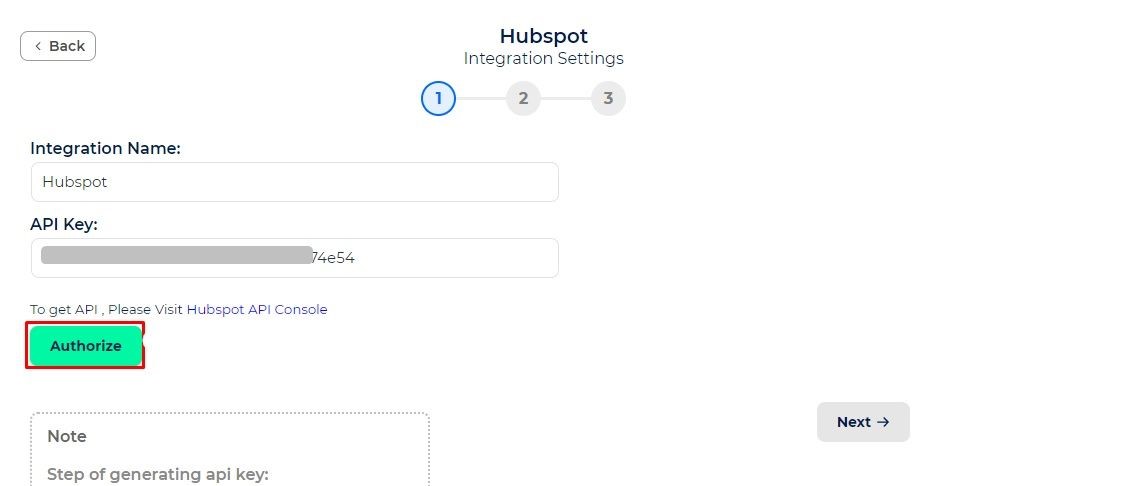 Back
Hubspot
Integration Settings
1 2 3
Integration Name:
Hubspot
API Key:
74e54
To get API , Please Visit Hubspot API Console
Authorize
Next →
Note
Step of generating api key: